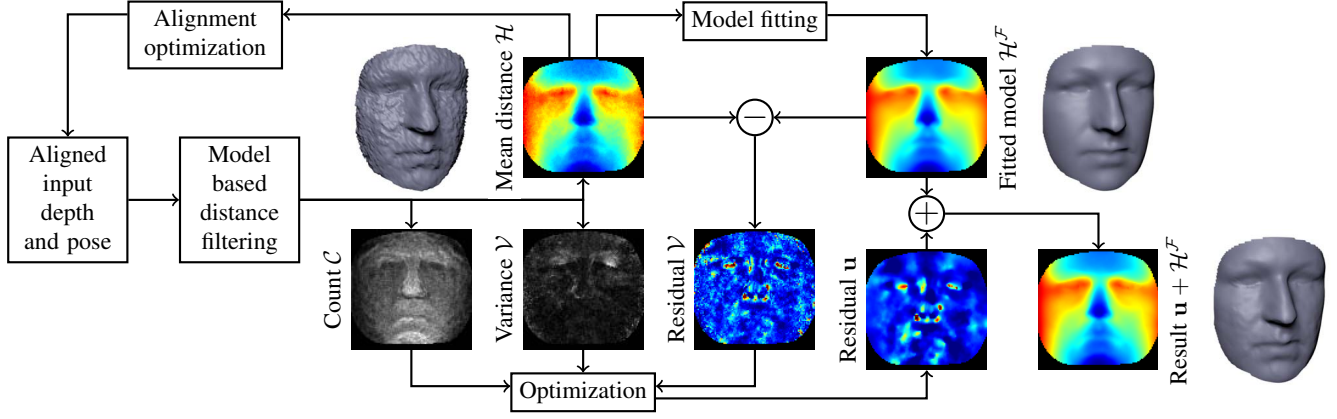 Alignment
optimization
Mean distance ℋ
Model fitting
Fitted model ℋ^ℱ
−
Aligned
input
depth
and pose
Model
based
distance
filtering
+
Count 𝒞
Variance 𝒱
Residual 𝒱
Residual u
Result u + ℋ^ℱ
Optimization